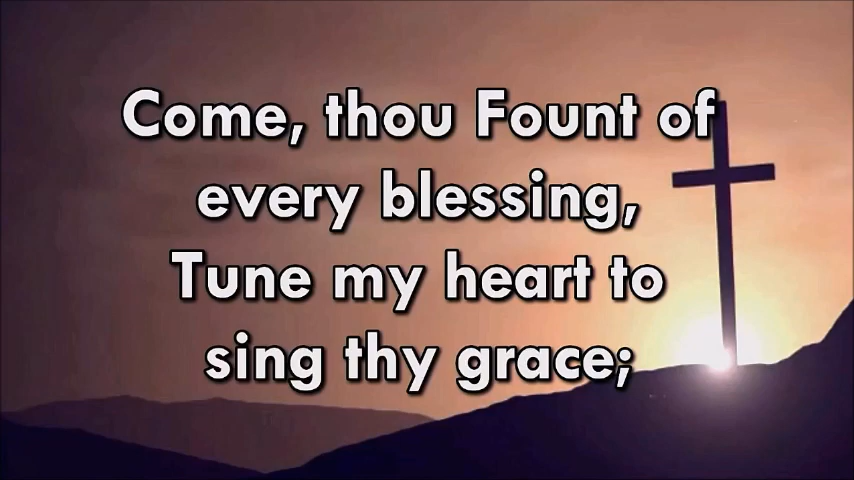 Come, thou Fount of
every blessing,
Tune my heart to
sing thy grace;